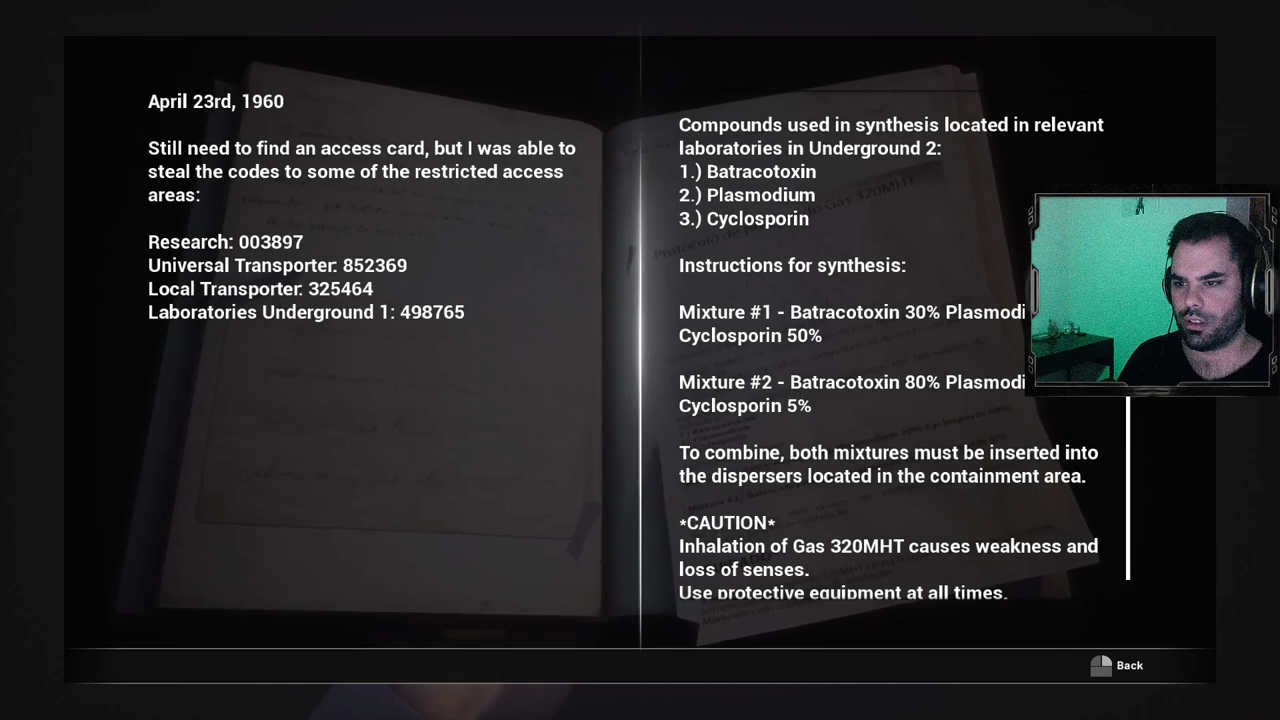 April 23rd, 1960
Still need to find an access card, but I was able to
steal the codes to some of the restricted access
areas:
Research: 003897
Universal Transporter: 852369
Local Transporter: 325464
Laboratories Underground 1: 498765
Compounds used in synthesis located in relevant
laboratories in Underground 2:
1.) Batracotoxin
2.) Plasmodium
3.) Cyclosporin
Instructions for synthesis:
Mixture #1 - Batracotoxin 30% Plasmodi
Cyclosporin 50%
Mixture #2 - Batracotoxin 80% Plasmodi
Cyclosporin 5%
To combine, both mixtures must be inserted into
the dispersers located in the containment area.
*CAUTION*
Inhalation of Gas 320MHT causes weakness and
loss of senses.
Use protective equipment at all times.
Back